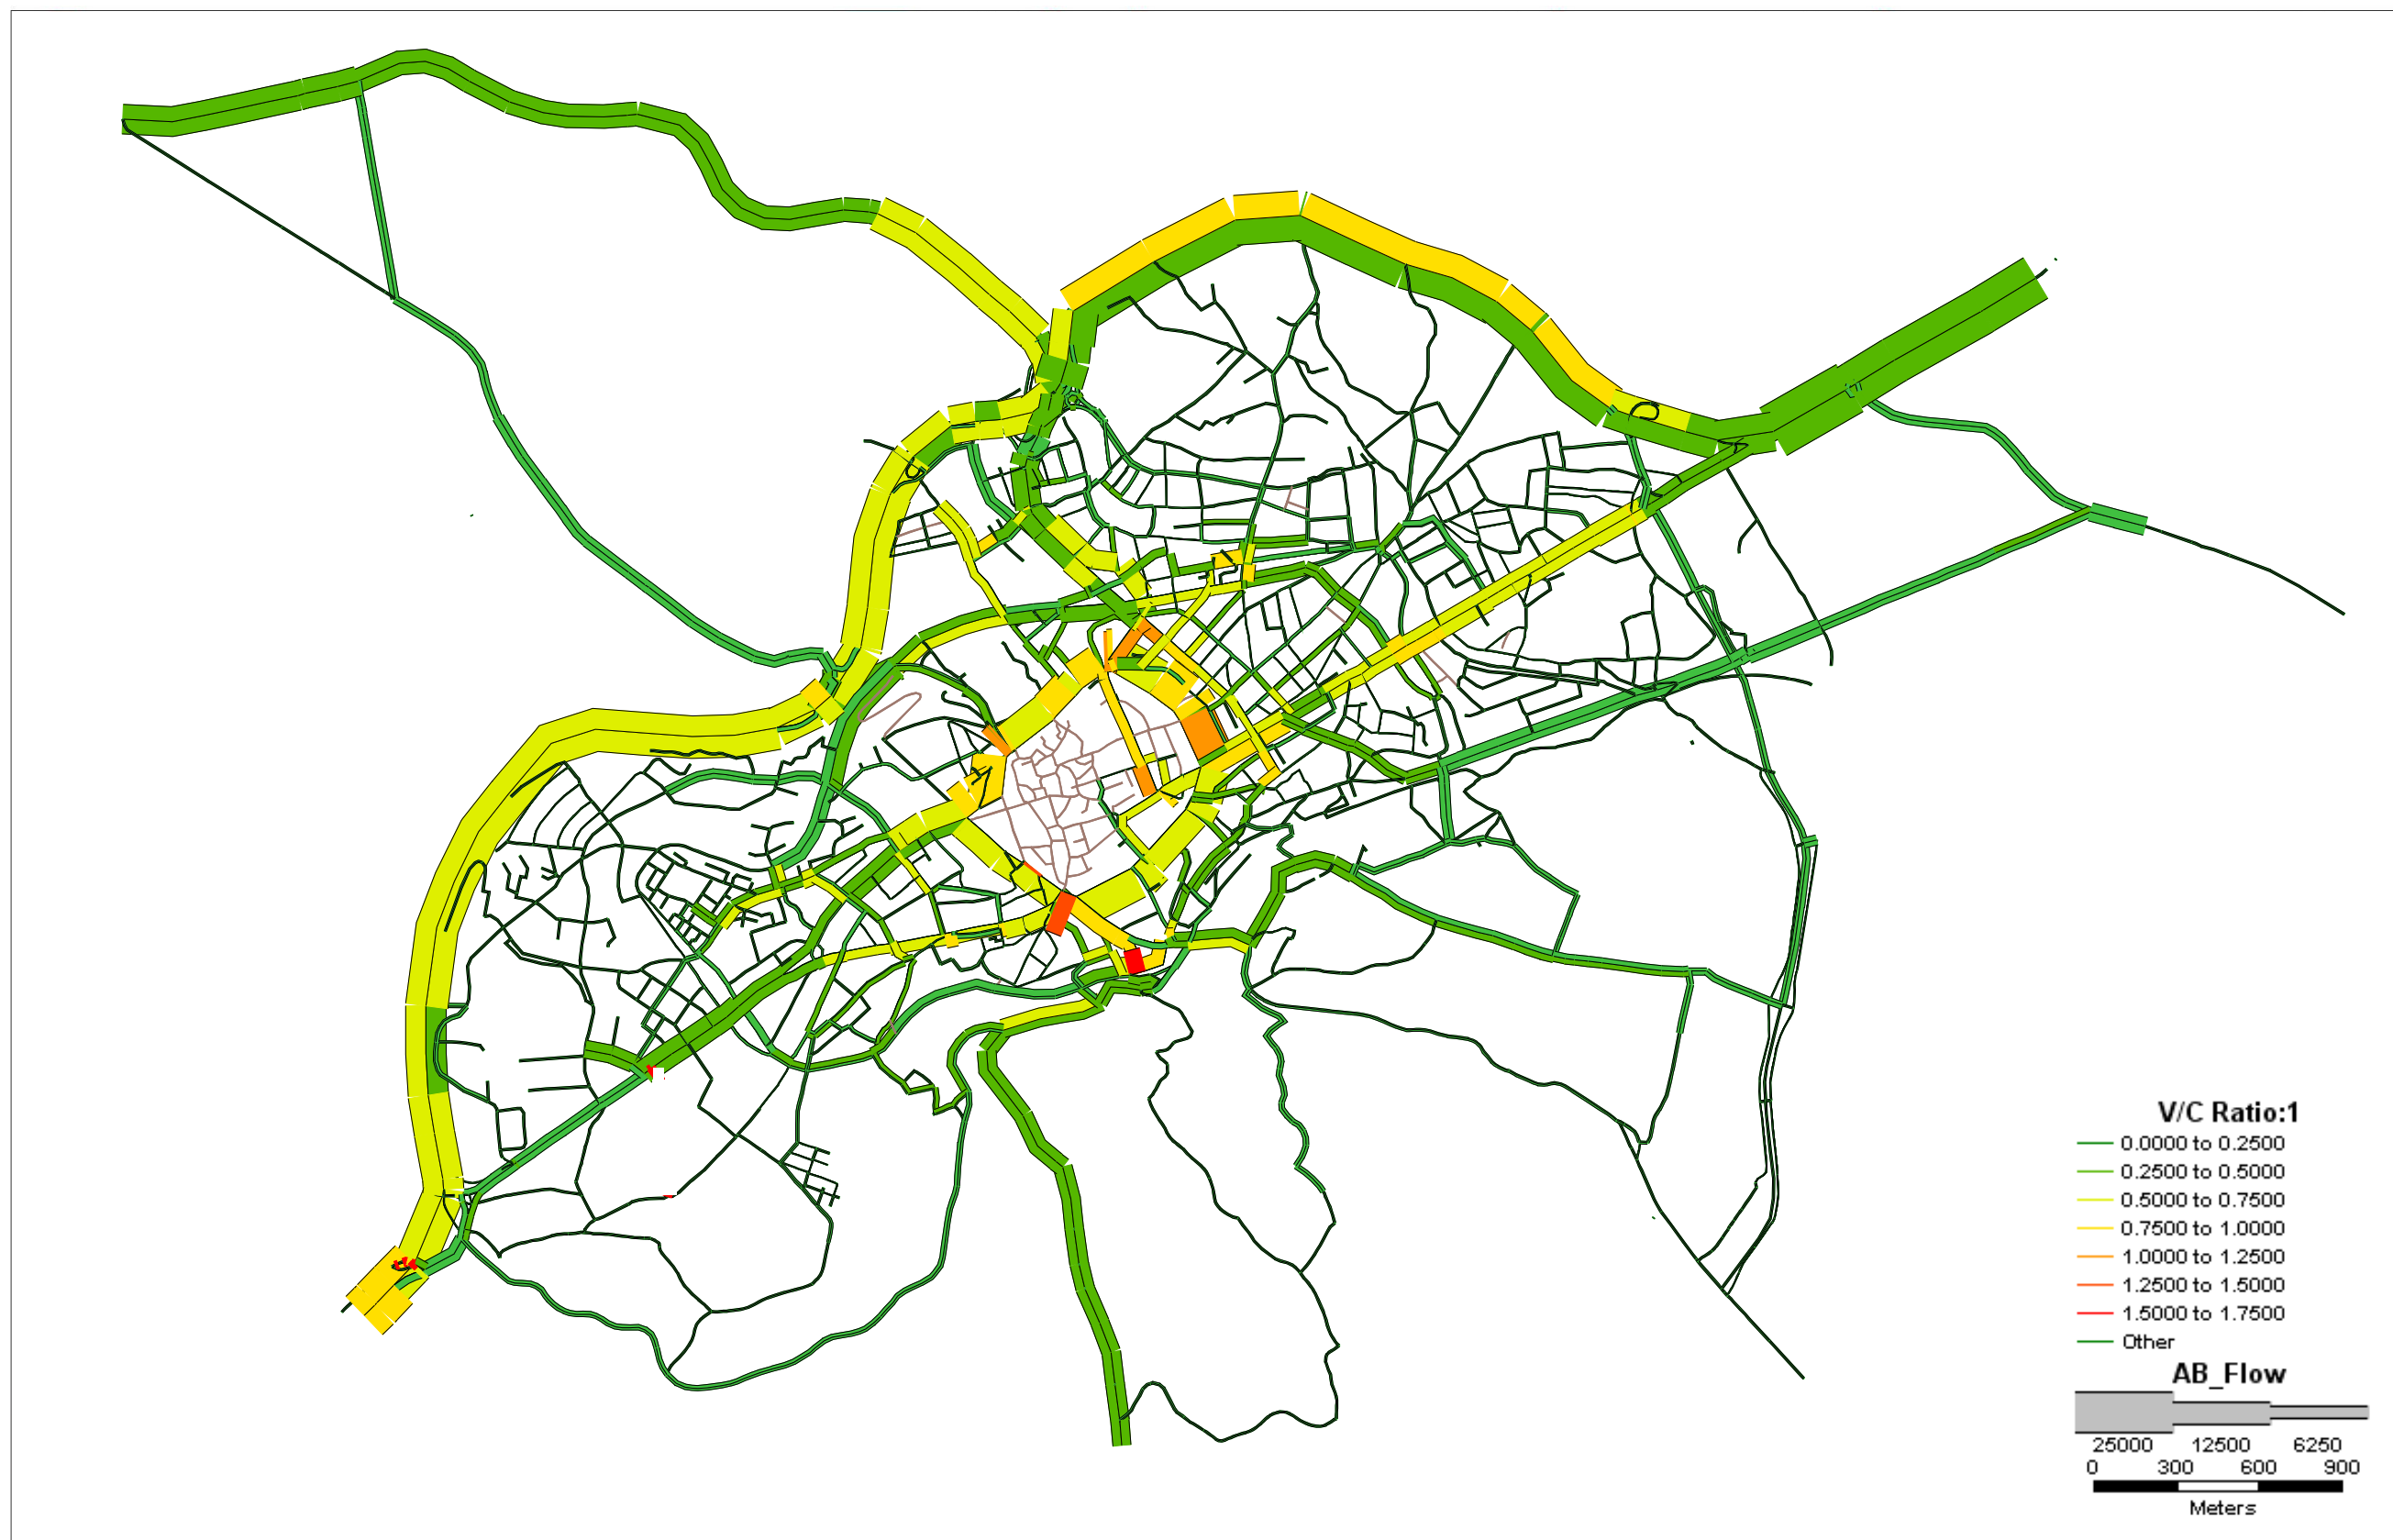 V/C Ratio:1
0.0000 to 0.2500
0.2500 to 0.5000
0.5000 to 0.7500
0.7500 to 1.0000
1.0000 to 1.2500
1.2500 to 1.5000
1.5000 to 1.7500
Other
AB_Flow
25000 12500 6250
0 300 600 900
Meters